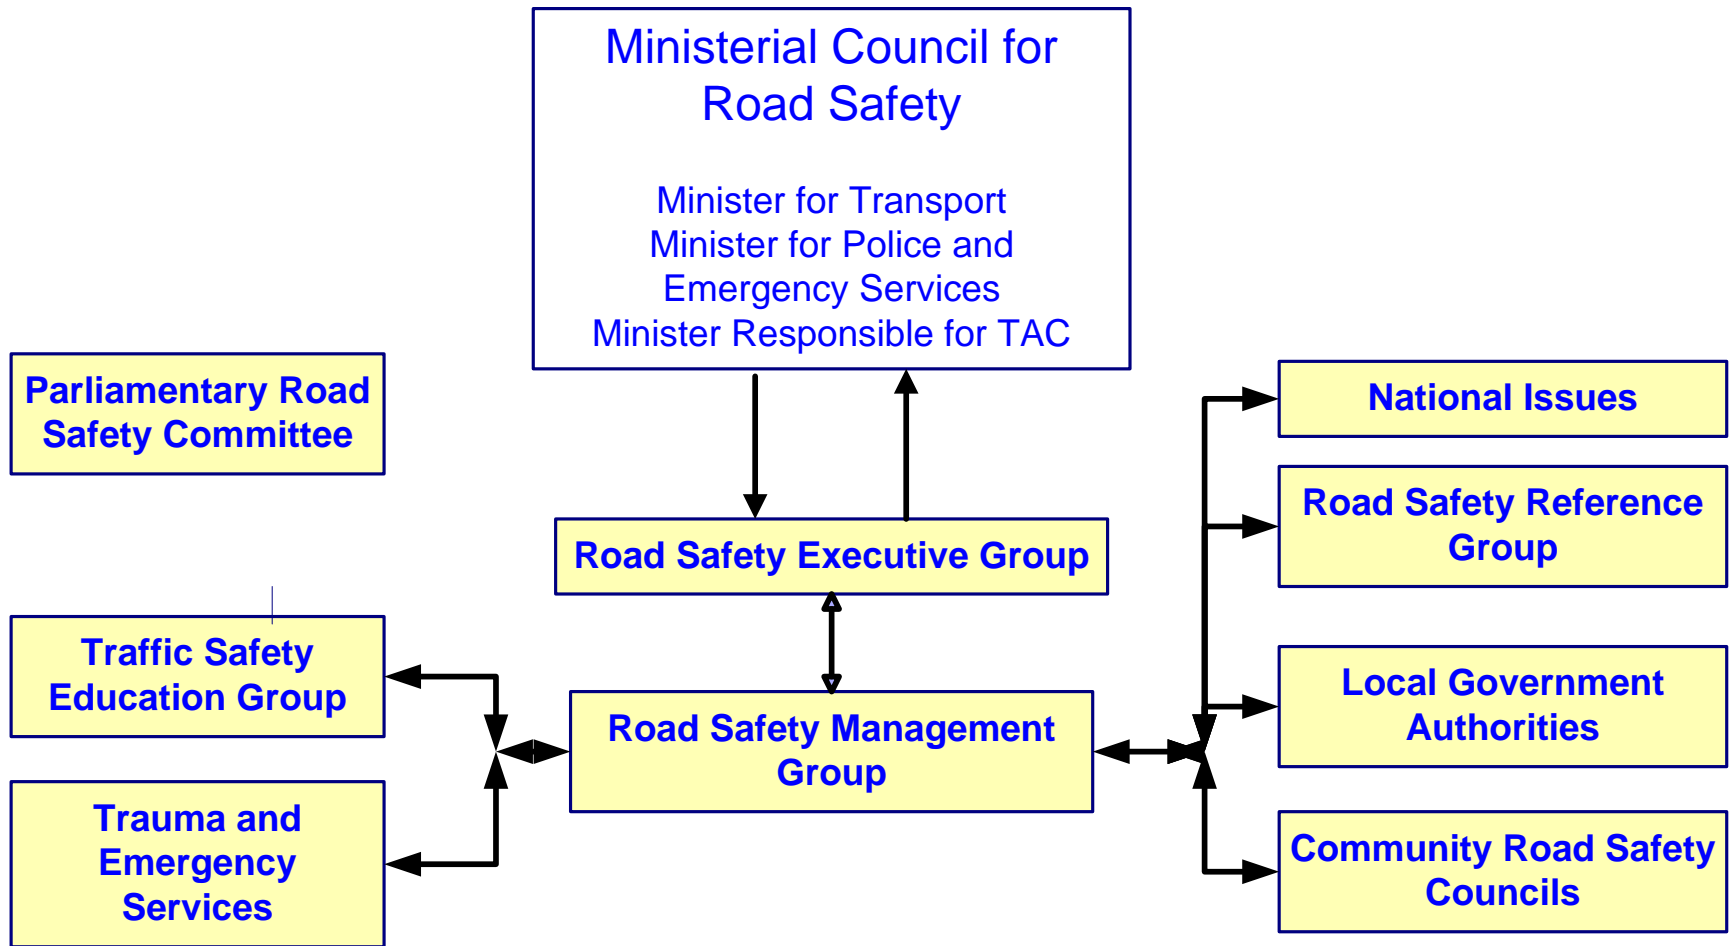 Ministerial Council for
Road Safety
Minister for Transport
Minister for Police and
Emergency Services
Minister Responsible for TAC
Parliamentary Road
Safety Committee
National Issues
Road Safety Reference
Group
Road Safety Executive Group
Traffic Safety
Education Group
Local Government
Authorities
Road Safety Management
Group
Trauma and
Emergency
Services
Community Road Safety
Councils